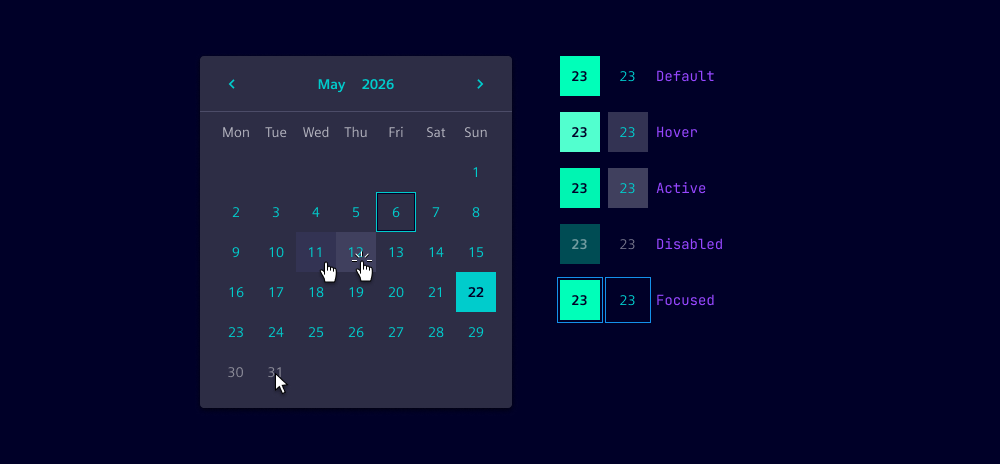 May 2026
Mon Tue Wed Thu Fri Sat Sun
1
2 3 4 5 6 7 8
9 10 11 12 13 14 15
16 17 18 19 20 21 22
23 24 25 26 27 28 29
30 31
23 23 Default
23 23 Hover
23 23 Active
23 23 Disabled
23 23 Focused